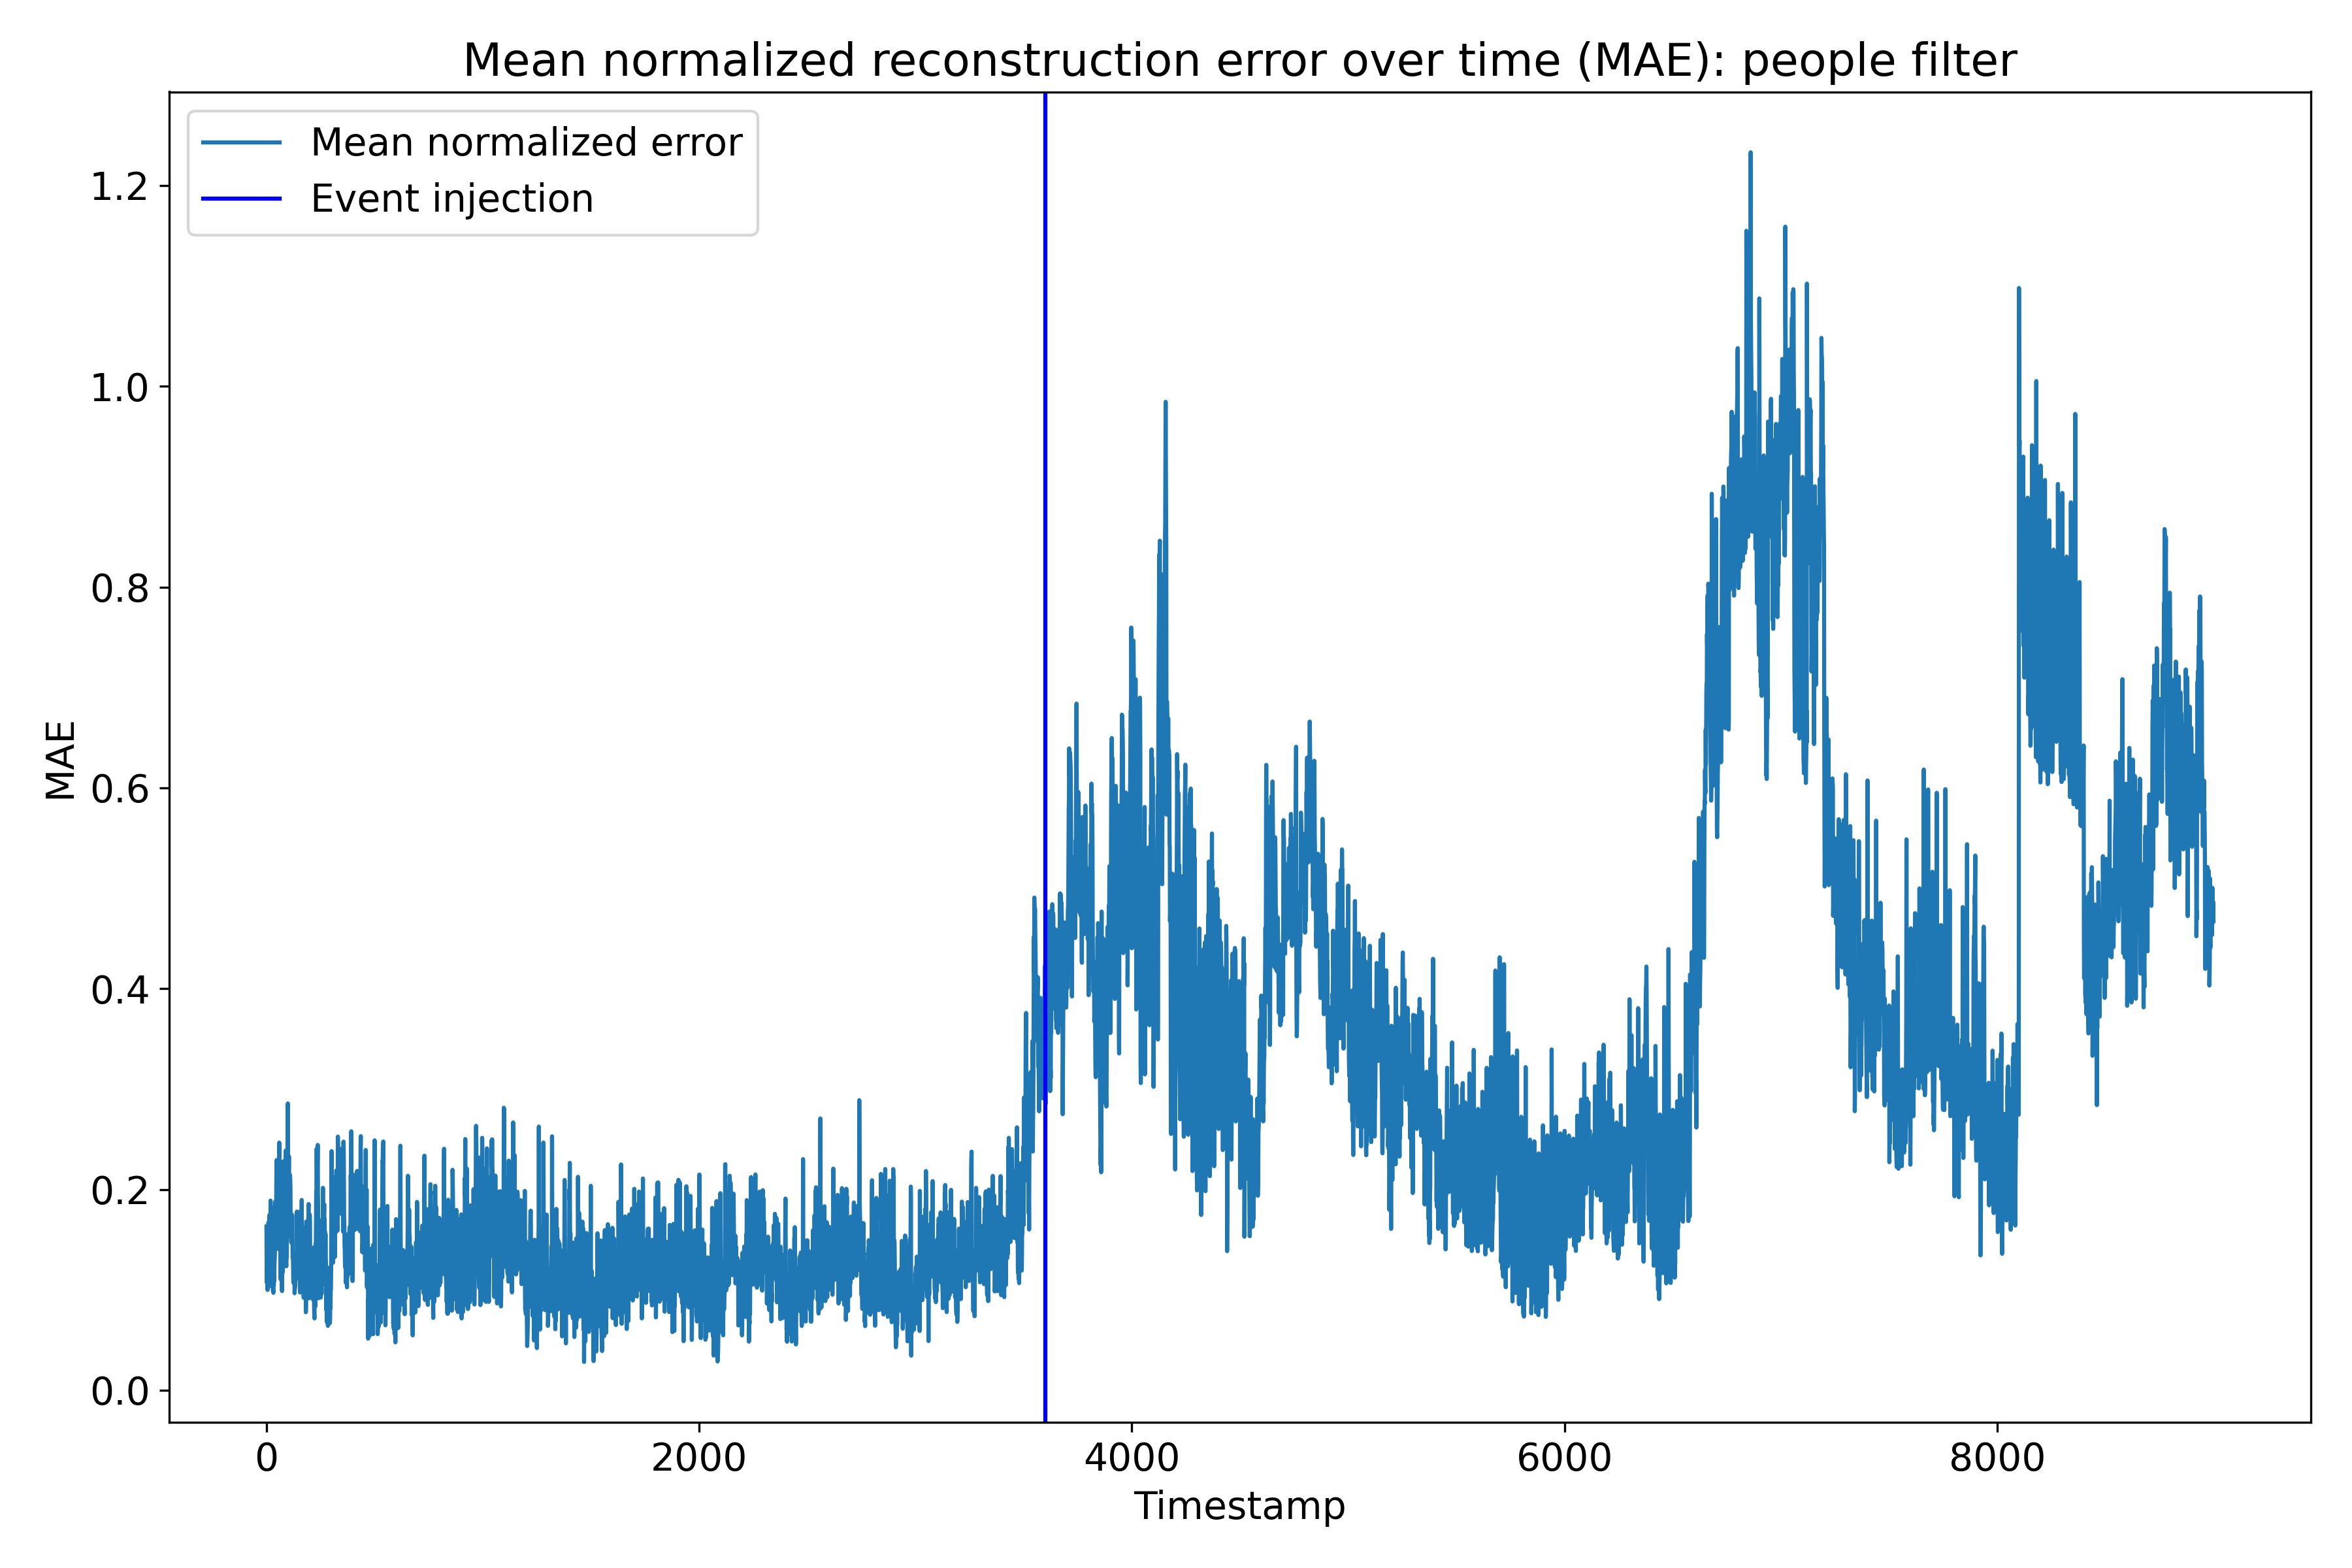 Mean normalized reconstruction error over time (MAE): people filter
Mean normalized error
Event injection
1.2
1.0
0.8
0.6
0.4
0.2
0.0
MAE
0 2000 4000 6000 8000
Timestamp